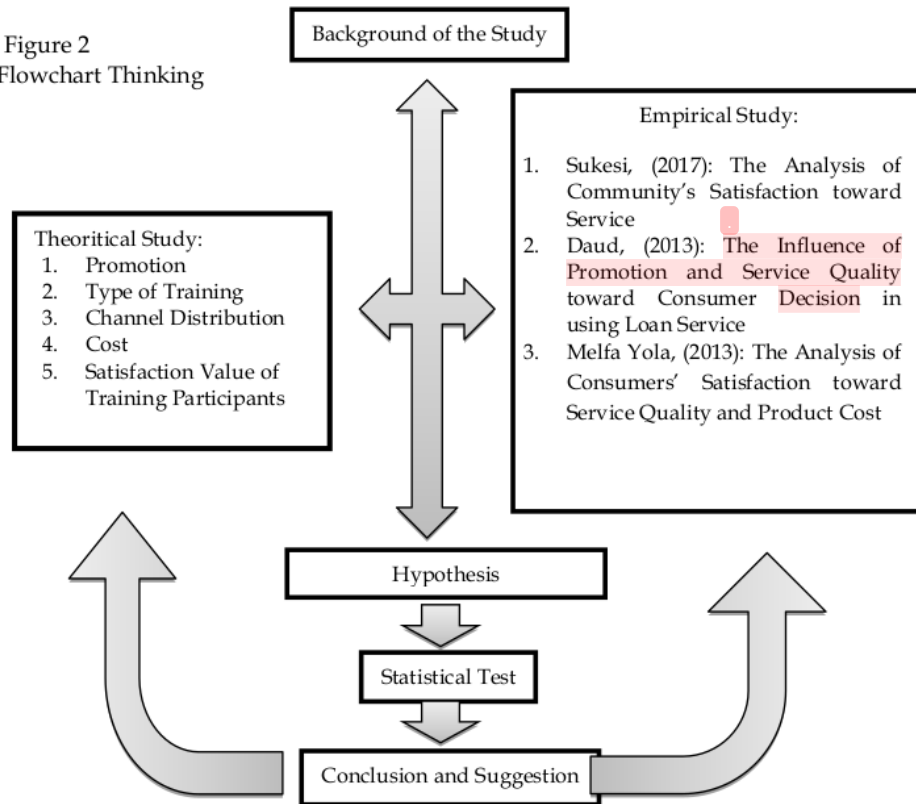 Figure 2
Flowchart Thinking
Background of the Study
Theoritical Study:
1. Promotion
2. Type of Training
3. Channel Distribution
4. Cost
5. Satisfaction Value of
Training Participants
Empirical Study:
1. Sukesi, (2017): The Analysis of
Community's Satisfaction toward
Service
2. Daud, (2013): The Influence of
Promotion and Service Quality
toward Consumer Decision in
using Loan Service
3. Melfa Yola, (2013): The Analysis of
Consumers' Satisfaction toward
Service Quality and Product Cost
Hypothesis
Statistical Test
Conclusion and Suggestion